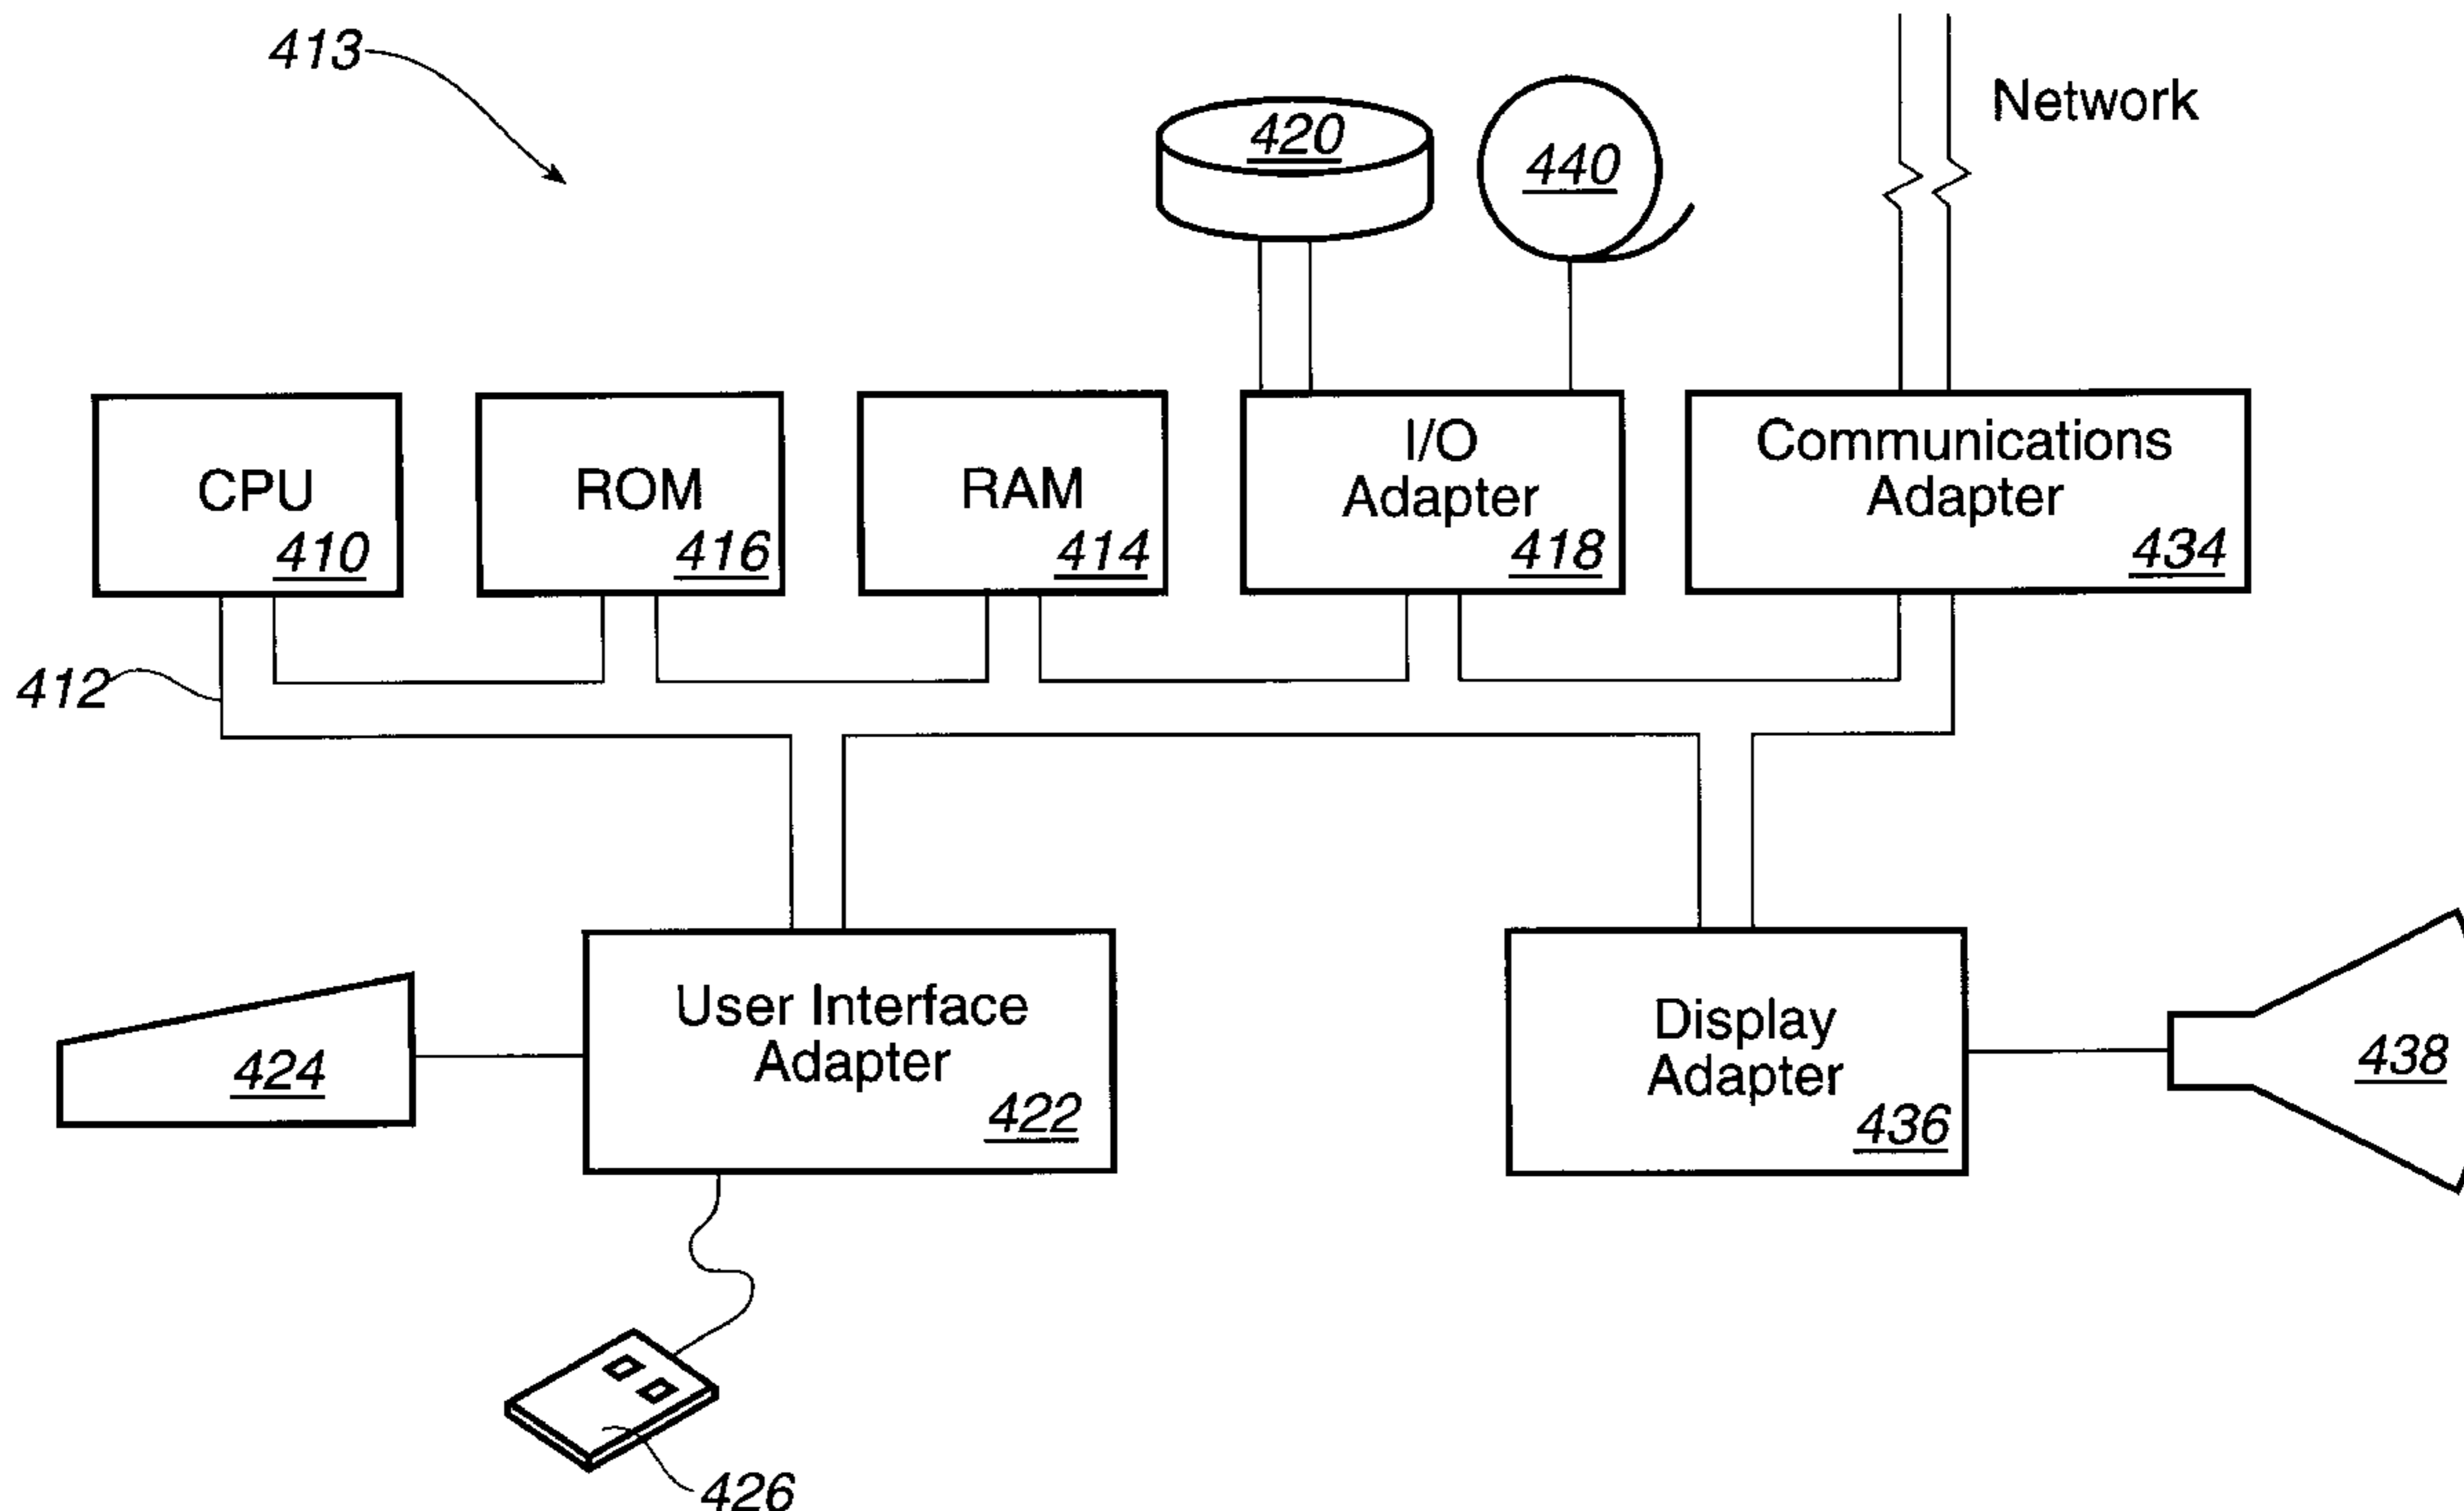 413
420
440
Network
CPU
410
ROM
416
RAM
414
I/O
Adapter
418
Communications
Adapter
434
412
424
User Interface
Adapter
422
Display
Adapter
436
438
426